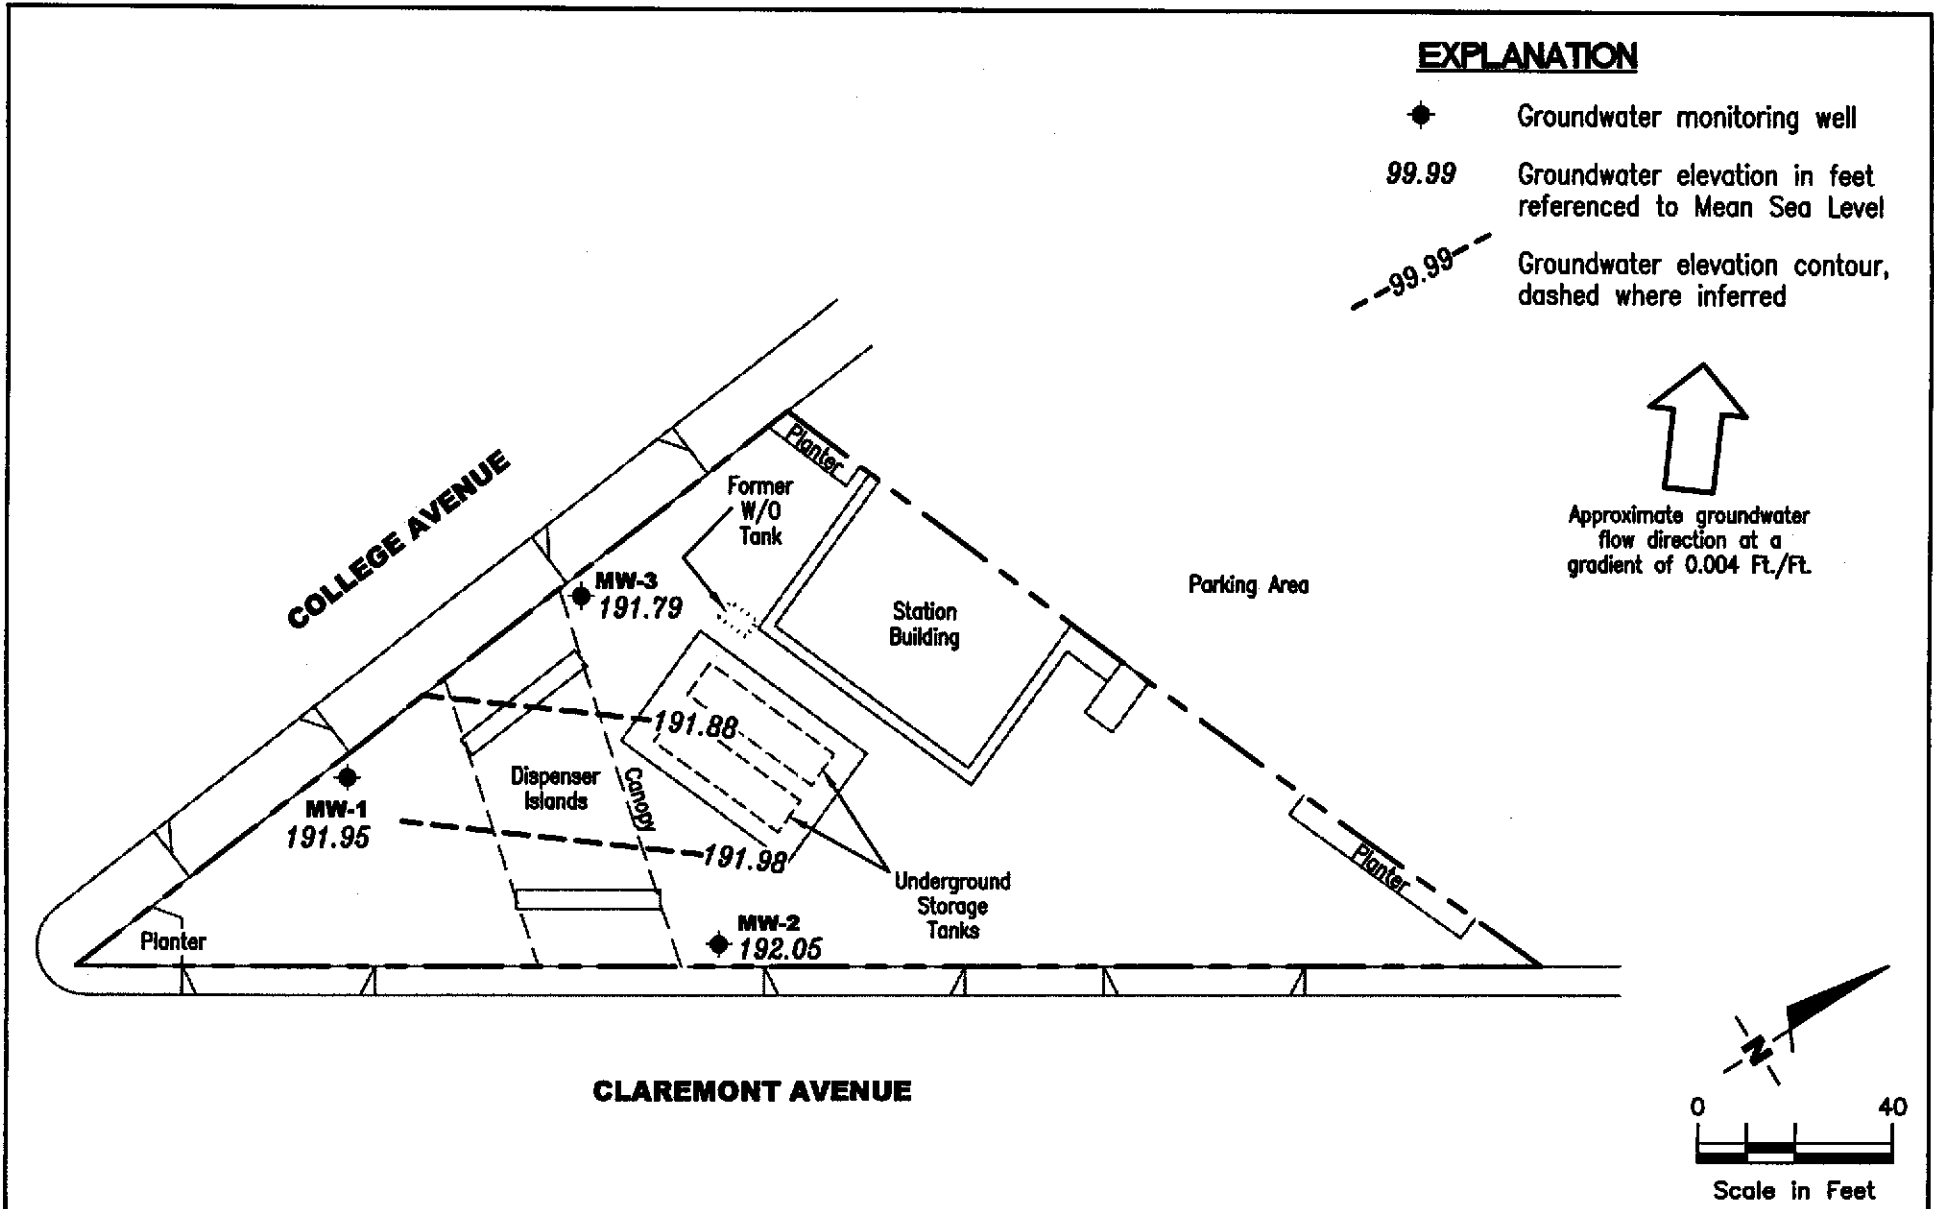 EXPLANATION
Groundwater monitoring well
99.99
Groundwater elevation in feet
referenced to Mean Sea Level
99.99
Groundwater elevation contour,
dashed where inferred
Approximate groundwater
flow direction at a
gradient of 0.004 Ft./Ft.
COLLEGE AVENUE
Planter
Former
W/O
Tank
MW-3
191.79
Station
Building
Parking Area
191.88
Dispenser
Islands
Canopy
MW-1
191.95
191.98
Underground
Storage
Tanks
Planter
MW-2
192.05
Planter
CLAREMONT AVENUE
N
0 40
Scale in Feet